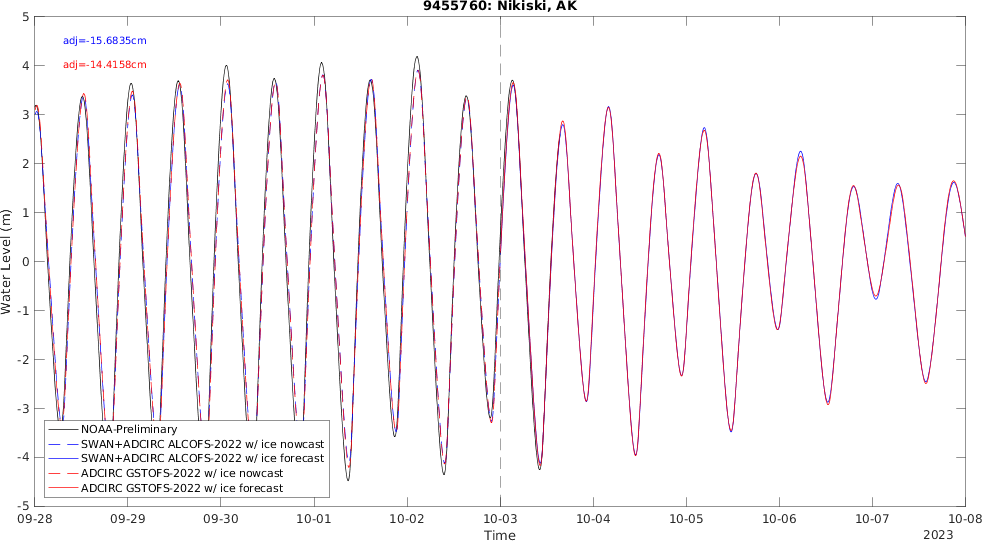 9455760: Nikiski, AK
adj=-15.6835cm
adj=-14.4158cm
Water Level (m)
5
4
3
2
1
0
-1
-2
-3
-4
-5
NOAA-Preliminary
SWAN+ADCIRC ALCOFS-2022 w/ ice nowcast
SWAN+ADCIRC ALCOFS-2022 w/ ice forecast
ADCIRC GSTOFS-2022 w/ ice nowcast
ADCIRC GSTOFS-2022 w/ ice forecast
09-28 09-29 09-30 10-01 10-02 10-03 10-04 10-05 10-06 10-07 10-08
Time
2023